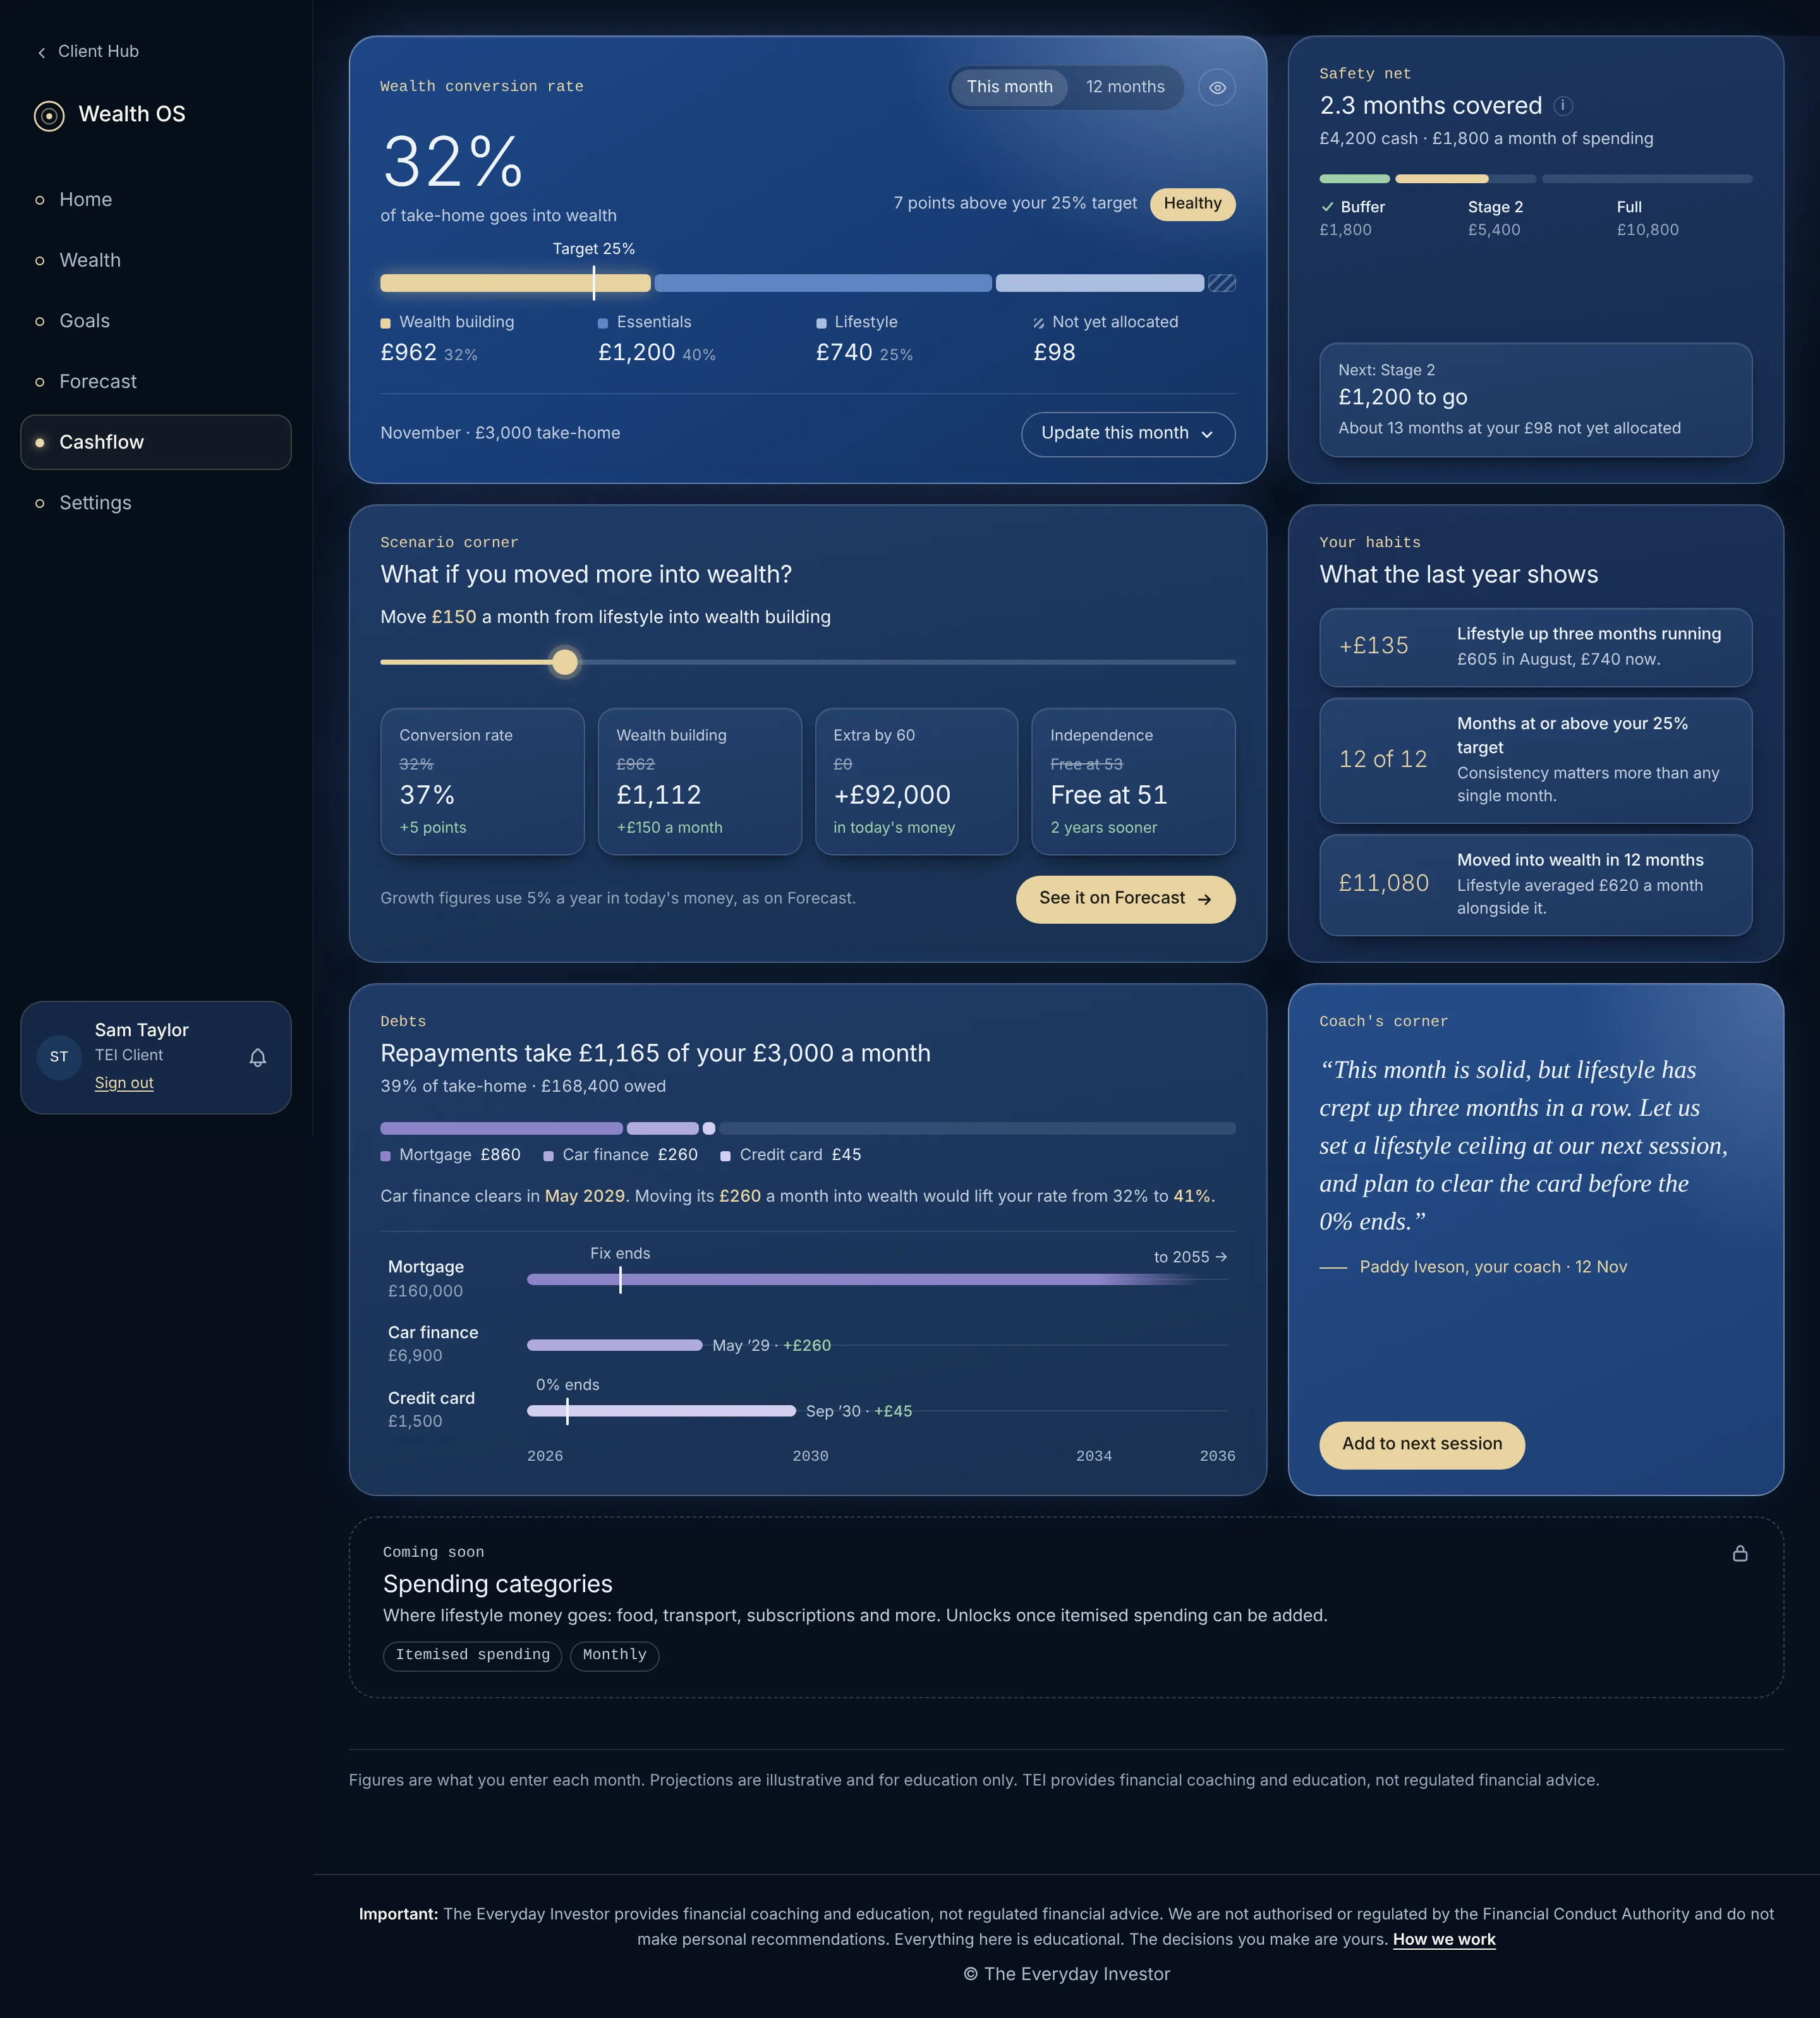 Client Hub
Wealth OS
Home
Wealth
Goals
Forecast
Cashflow
Settings
ST
Sam Taylor
TEI Client
Sign out
Wealth conversion rate
This month
12 months
32%
of take-home goes into wealth
7 points above your 25% target
Healthy
Target 25%
Wealth building
£962 32%
Essentials
£1,200 40%
Lifestyle
£740 25%
Not yet allocated
£98
November · £3,000 take-home
Update this month
Safety net
2.3 months covered
i
£4,200 cash · £1,800 a month of spending
Buffer
£1,800
Stage 2
£5,400
Full
£10,800
Next: Stage 2
£1,200 to go
About 13 months at your £98 not yet allocated
Scenario corner
What if you moved more into wealth?
Move £150 a month from lifestyle into wealth building
Conversion rate
32%
37%
+5 points
Wealth building
£962
£1,112
+£150 a month
Extra by 60
£0
+£92,000
in today's money
Independence
Free at 53
Free at 51
2 years sooner
Growth figures use 5% a year in today's money, as on Forecast.
See it on Forecast →
Your habits
What the last year shows
+£135
Lifestyle up three months running
£605 in August, £740 now.
12 of 12
Months at or above your 25%
target
Consistency matters more than any
single month.
£11,080
Moved into wealth in 12 months
Lifestyle averaged £620 a month
alongside it.
Debts
Repayments take £1,165 of your £3,000 a month
39% of take-home · £168,400 owed
Mortgage £860
Car finance £260
Credit card £45
Car finance clears in May 2029. Moving its £260 a month into wealth would lift your rate from 32% to 41%.
Mortgage
£160,000
Fix ends
to 2055 →
Car finance
£6,900
May ’29 · +£260
Credit card
£1,500
0% ends
Sep ’30 · +£45
2026
2030
2034
2036
Coach's corner
“This month is solid, but lifestyle has
crept up three months in a row. Let us
set a lifestyle ceiling at our next session,
and plan to clear the card before the
0% ends.”
Paddy Iveson, your coach · 12 Nov
Add to next session
Coming soon
Spending categories
Where lifestyle money goes: food, transport, subscriptions and more. Unlocks once itemised spending can be added.
Itemised spending
Monthly
Figures are what you enter each month. Projections are illustrative and for education only. TEI provides financial coaching and education, not regulated financial advice.
Important: The Everyday Investor provides financial coaching and education, not regulated financial advice. We are not authorised or regulated by the Financial Conduct Authority and do not
make personal recommendations. Everything here is educational. The decisions you make are yours. How we work
© The Everyday Investor